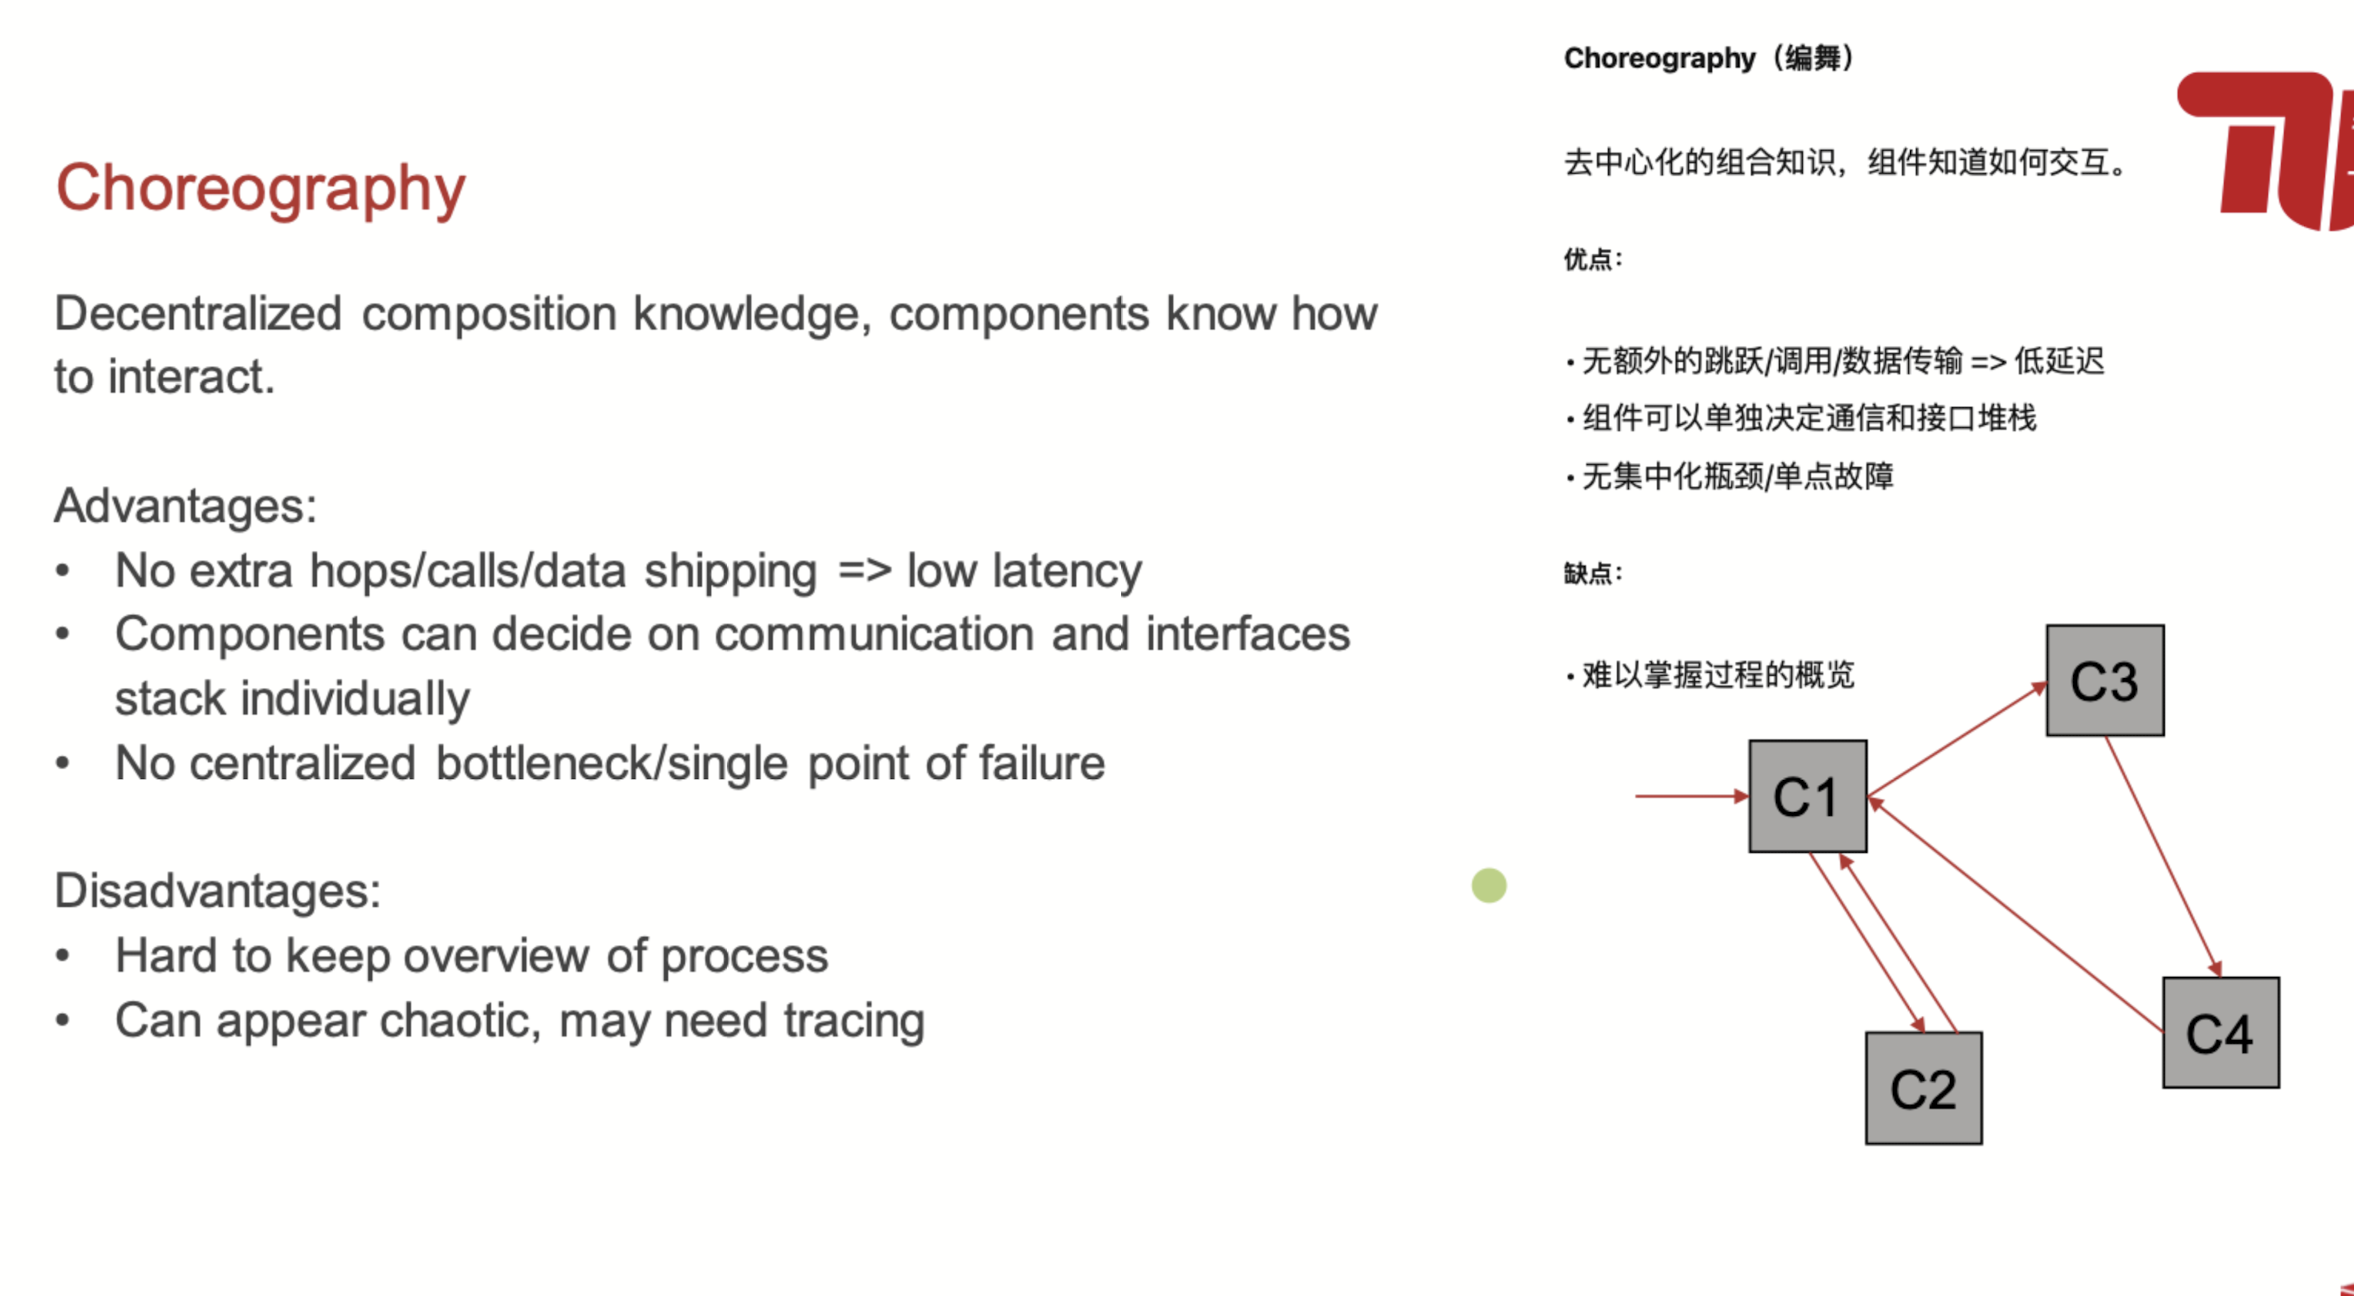 Choreography
Decentralized composition knowledge, components know how
to interact.
Advantages:
• No extra hops/calls/data shipping => low latency
• Components can decide on communication and interfaces
stack individually
• No centralized bottleneck/single point of failure
Disadvantages:
• Hard to keep overview of process
• Can appear chaotic, may need tracing
Choreography（编舞）
去中心化的组合知识，组件知道如何交互。
优点：
• 无额外的跳跃/调用/数据传输 => 低延迟
• 组件可以单独决定通信和接口堆栈
• 无集中化瓶颈/单点故障
缺点：
• 难以掌握过程的概览
C3
C1
C4
C2